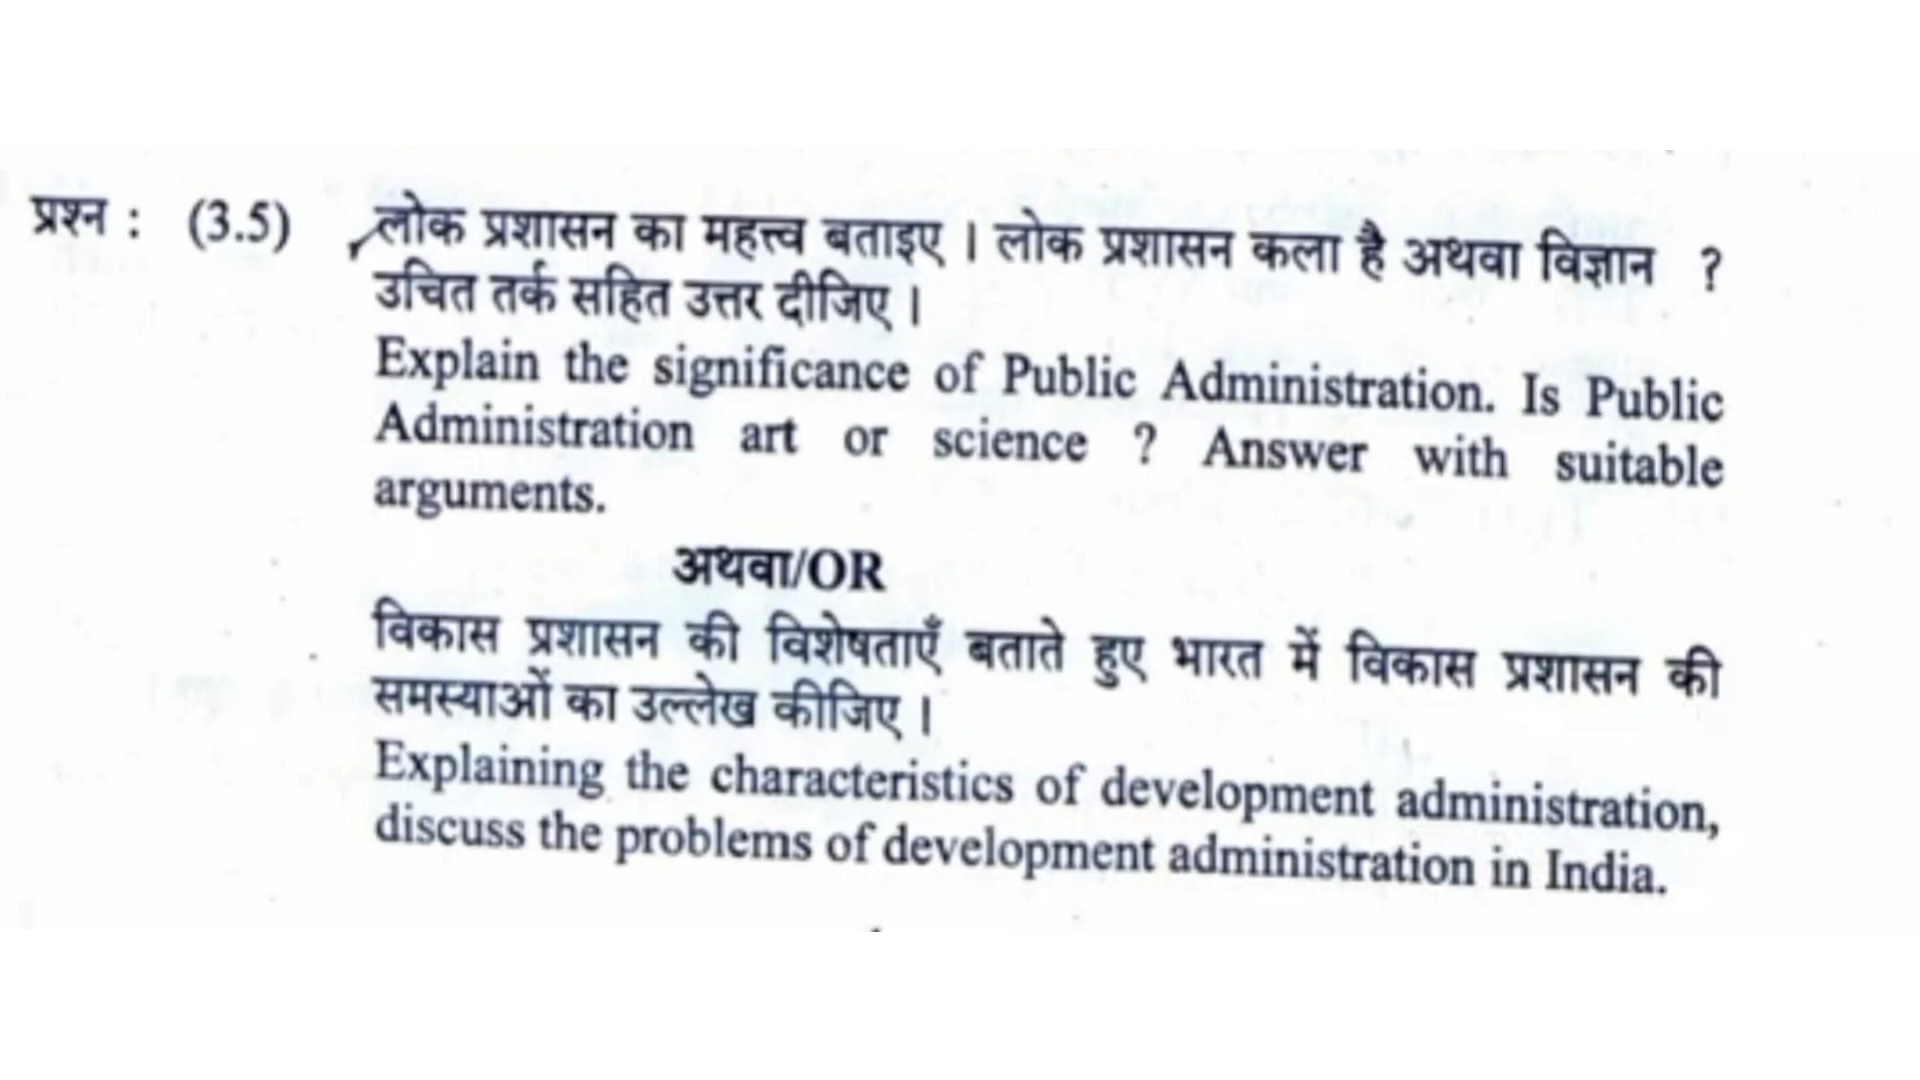 प्रश्न : (3.5) लोक प्रशासन का महत्त्व बताइए । लोक प्रशासन कला है अथवा विज्ञान ?
उचित तर्क सहित उत्तर दीजिए ।
Explain the significance of Public Administration. Is Public
Administration art or science ? Answer with suitable
arguments.
अथवा/OR
विकास प्रशासन की विशेषताएँ बताते हुए भारत में विकास प्रशासन की
समस्याओं का उल्लेख कीजिए ।
Explaining the characteristics of development administration,
discuss the problems of development administration in India.